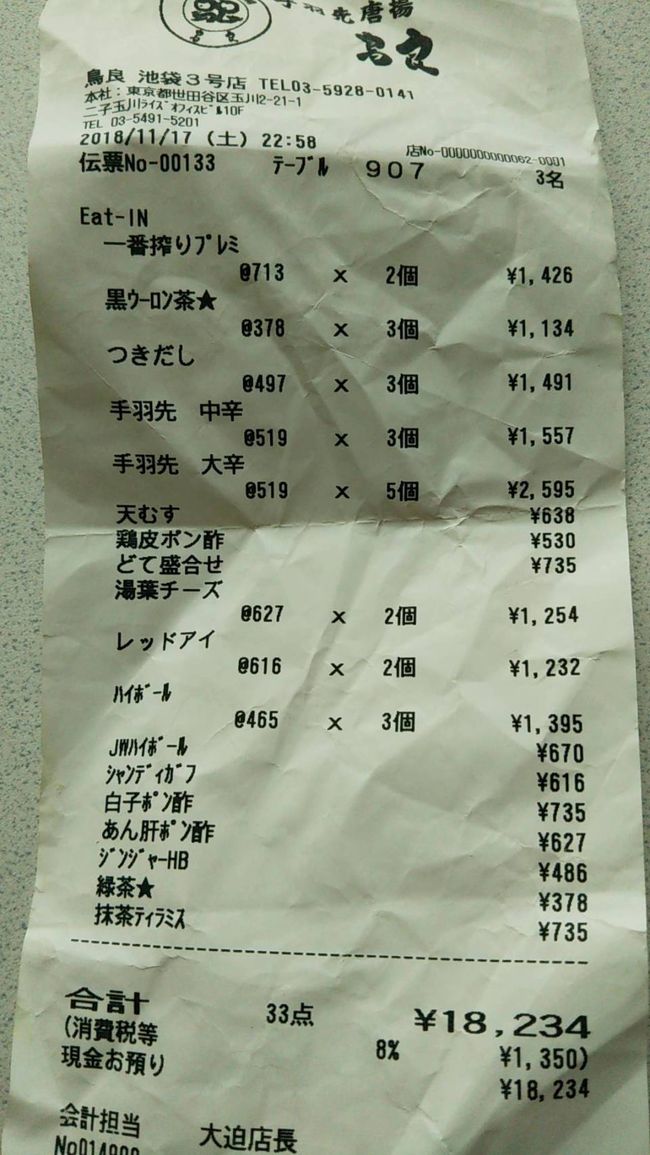 手羽先唐揚
鳥良
鳥良 池袋3号店 TEL03-5928-0141
本社：東京都世田谷区玉川2-21-1
二子玉川ﾗｲｽﾞｵﾌｨｽﾋﾞﾙ10F
TEL 03-5491-5201
2018/11/17 (土) 22:58
店No-0000000000062-0001
伝票No-00133 ﾃｰﾌﾞﾙ 907 3名
Eat-IN
一番搾りﾌﾟﾚﾐ
@713 x 2個 ¥1,426
黒ｳｰﾛﾝ茶★
@378 x 3個 ¥1,134
つきだし
@497 x 3個 ¥1,491
手羽先 中辛
@519 x 3個 ¥1,557
手羽先 大辛
@519 x 5個 ¥2,595
天むす ¥638
鶏皮ポン酢 ¥530
どて盛合せ ¥735
湯葉チーズ
@627 x 2個 ¥1,254
レッドアイ
@616 x 2個 ¥1,232
ﾊｲﾎﾞｰﾙ
@465 x 3個 ¥1,395
JWﾊｲﾎﾞｰﾙ ¥670
ｼｬﾝﾃﾞｨｶﾞﾌ ¥616
白子ﾎﾟﾝ酢 ¥735
あん肝ﾎﾟﾝ酢 ¥627
ｼﾞﾝｼﾞｬｰHB ¥486
緑茶★ ¥378
抹茶ﾃｨﾗﾐｽ ¥735
合計 33点 ¥18,234
(消費税等 8% ¥1,350)
現金お預り ¥18,234
会計担当 大迫店長